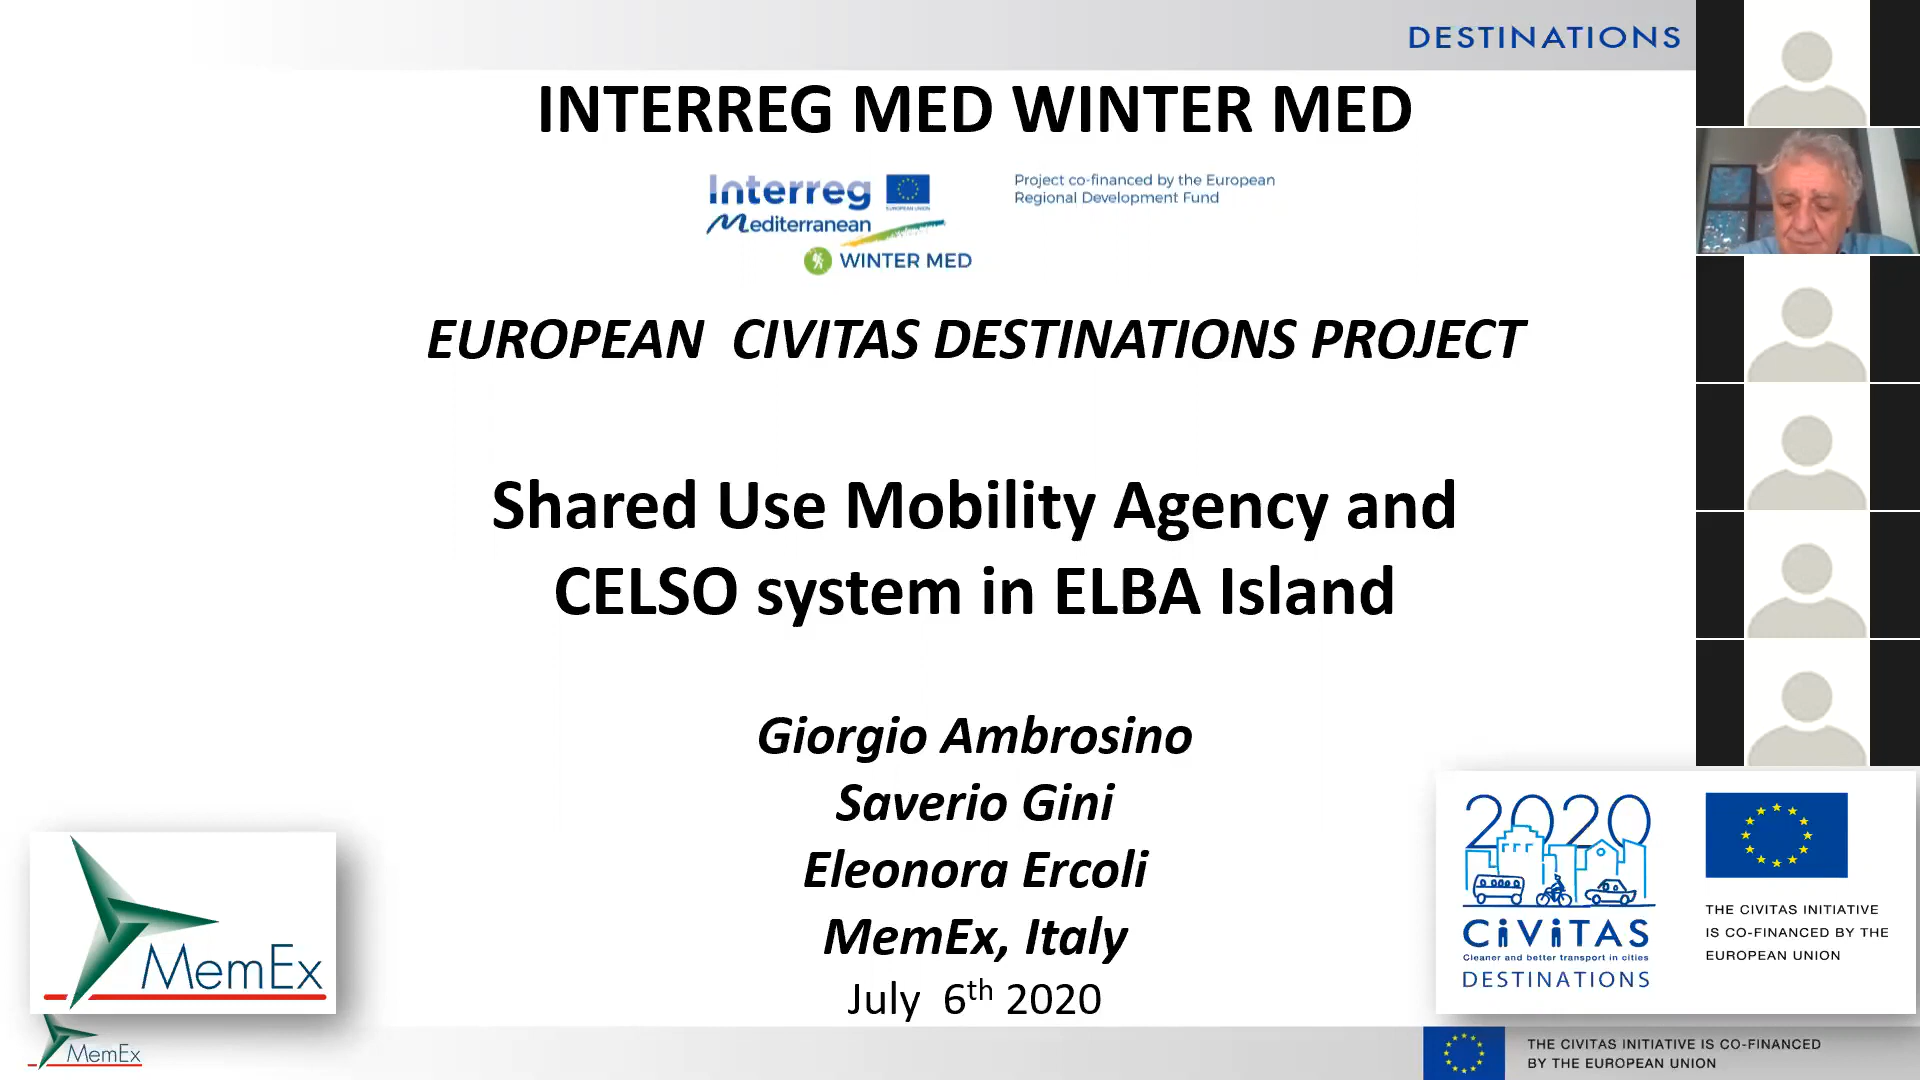 DESTINATIONS
INTERREG MED WINTER MED
Interreg
EUROPEAN UNION
Mediterranean
WINTER MED
Project co-financed by the European
Regional Development Fund
EUROPEAN CIVITAS DESTINATIONS PROJECT
Shared Use Mobility Agency and
CELSO system in ELBA Island
Giorgio Ambrosino
Saverio Gini
Eleonora Ercoli
MemEx, Italy
July 6th 2020
MemEx
MemEx
2020
CiViTAS
Cleaner and better transport in cities
DESTINATIONS
THE CIVITAS INITIATIVE
IS CO-FINANCED BY THE
EUROPEAN UNION
THE CIVITAS INITIATIVE IS CO-FINANCED
BY THE EUROPEAN UNION